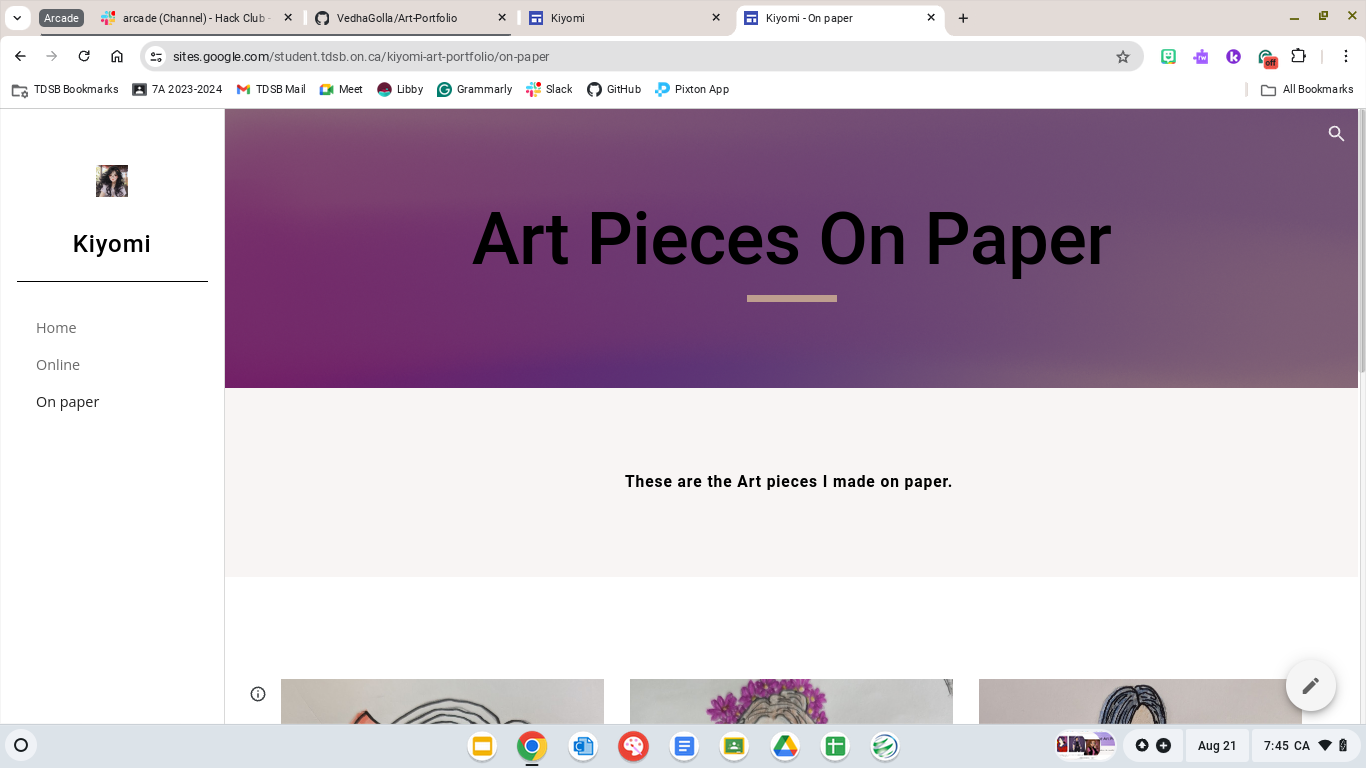 Arcade
arcade (Channel) - Hack Club -
VedhaGolla/Art-Portfolio
Kiyomi
Kiyomi - On paper
sites.google.com/student.tdsb.on.ca/kiyomi-art-portfolio/on-paper
off
TDSB Bookmarks
7A 2023-2024
TDSB Mail
Meet
Libby
Grammarly
Slack
GitHub
Pixton App
All Bookmarks
Kiyomi
Home
Online
On paper
Art Pieces On Paper
These are the Art pieces I made on paper.
Aug 21
7:45 CA